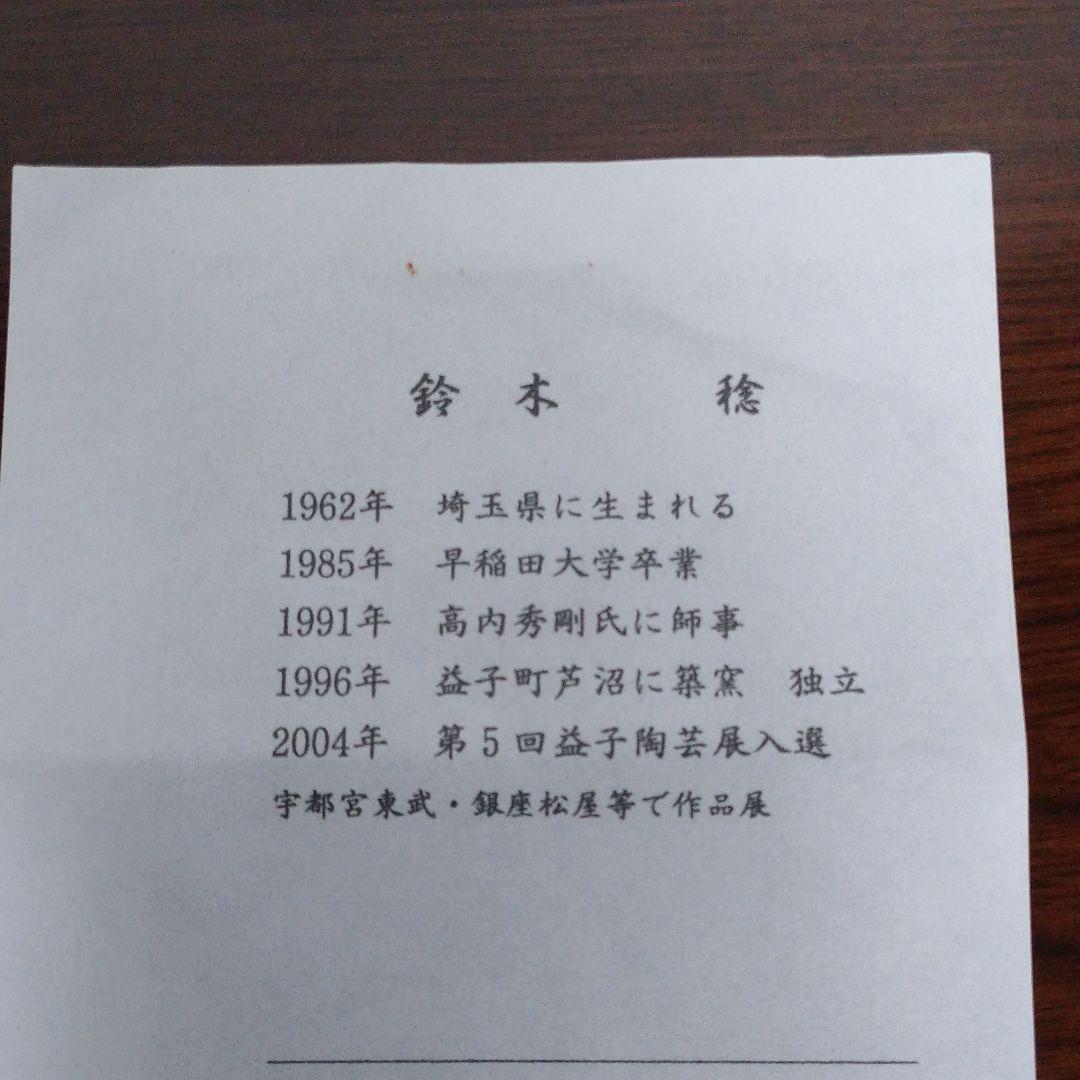 鈴木 稔
1962年 埼玉県に生まれる
1985年 早稲田大学卒業
1991年 高内秀剛氏に師事
1996年 益子町芦沼に築窯 独立
2004年 第5回益子陶芸展入選
宇都宮東武・銀座松屋等で作品展